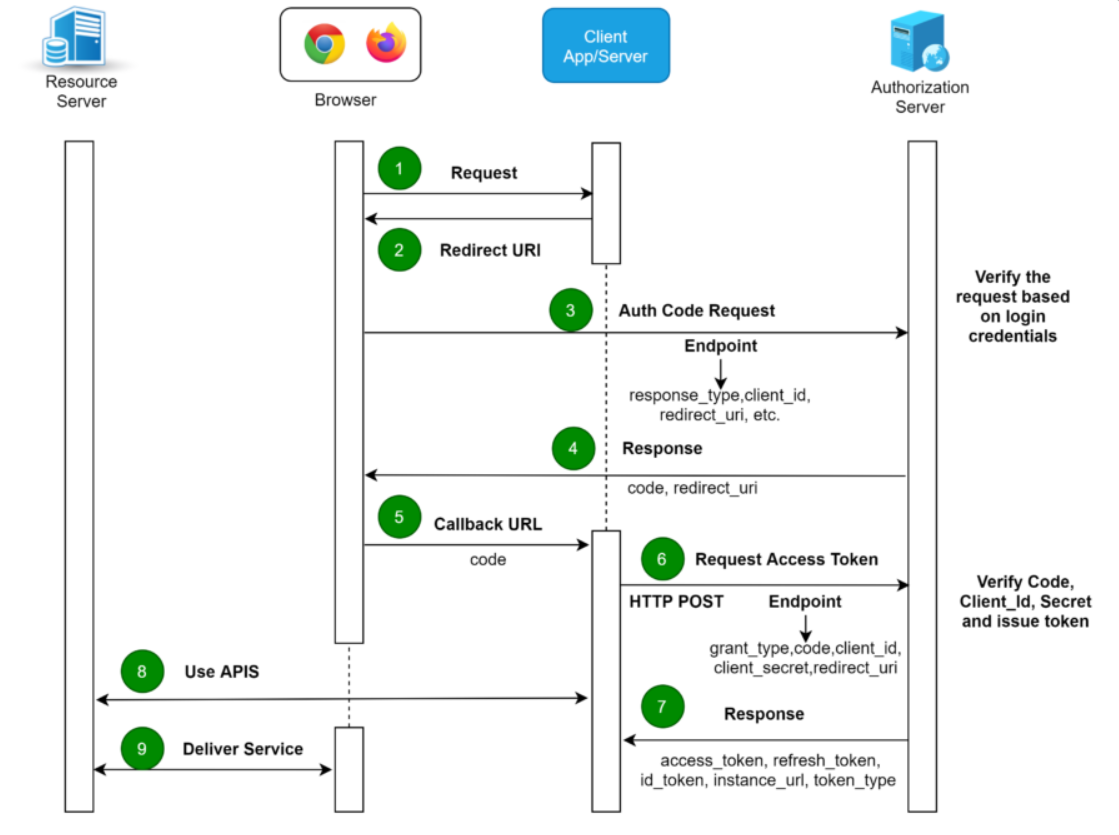 Resource
Server
Browser
Client
App/Server
Authorization
Server
1
Request
2
Redirect URI
3
Auth Code Request
Verify the
request based
on login
credentials
Endpoint
response_type,client_id,
redirect_uri, etc.
4
Response
code, redirect_uri
5
Callback URL
code
6
Request Access Token
HTTP POST
Endpoint
Verify Code,
Client_Id, Secret
and issue token
grant_type,code,client_id,
client_secret,redirect_uri
8
Use APIS
7
Response
9
Deliver Service
access_token, refresh_token,
id_token, instance_url, token_type